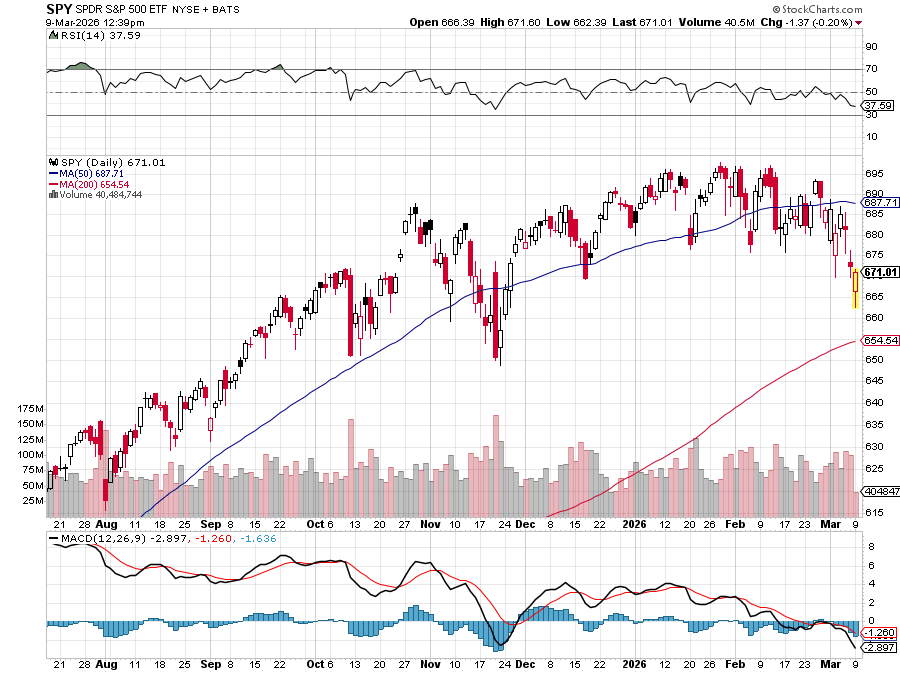 SPY SPDR S&P 500 ETF NYSE + BATS
© StockCharts.com
9-Mar-2026 12:39pm
Open 666.39 High 671.60 Low 662.39 Last 671.01 Volume 40.5M Chg -1.37 (-0.20%)
RSI(14) 37.59
90
70
50
37.59
30
10
SPY (Daily) 671.01
MA(50) 687.71
MA(200) 654.54
Volume 40,484,744
695
690
687.71
685
680
675
671.01
665
660
654.54
650
645
640
635
630
625
404847
615
175M
150M
125M
100M
75M
50M
25M
21 28 Aug 11 18 25 Sep 8 15 22 Oct 6 13 20 27 Nov 10 17 24 Dec 8 15 22 2026 12 20 26 Feb 9 17 23 Mar 9
MACD(12,26,9) -2.897, -1.260, -1.636
8
6
4
2
0
-1.260
-2.897
21 28 Aug 11 18 25 Sep 8 15 22 Oct 6 13 20 27 Nov 10 17 24 Dec 8 15 22 2026 12 20 26 Feb 9 17 23 Mar 9